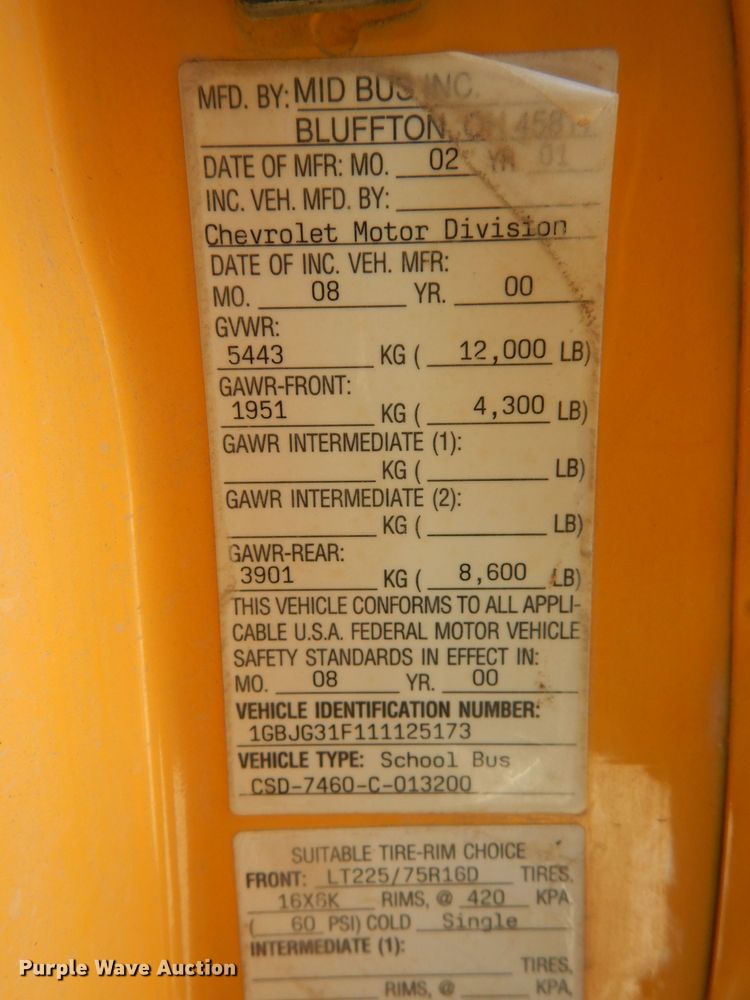 MFD. BY: MID BUS INC.
BLUFFTON, OH
DATE OF MFR: MO. 02 YR 01
INC. VEH. MFD. BY:
Chevrolet Motor Division
DATE OF INC. VEH. MFR:
MO. 08 YR. 00
GVWR:
5443 KG ( 12,000 LB)
GAWR-FRONT:
1951 KG ( 4,300 LB)
GAWR INTERMEDIATE (1):
KG ( LB)
GAWR INTERMEDIATE (2):
KG ( LB)
GAWR-REAR:
3901 KG ( 8,600 LB)
THIS VEHICLE CONFORMS TO ALL APPLI-
CABLE U.S.A. FEDERAL MOTOR VEHICLE
SAFETY STANDARDS IN EFFECT IN:
MO. 08 YR. 00
VEHICLE IDENTIFICATION NUMBER:
1GBJG31F111125173
VEHICLE TYPE: School Bus
CSD-7460-C-013200
SUITABLE TIRE-RIM CHOICE
FRONT: LT225/75R16D TIRES,
16X6K RIMS, @ 420 KPA
( 60 PSI) COLD Single
INTERMEDIATE (1):
TIRES,
RIMS, @ KPA,
Purple Wave Auction